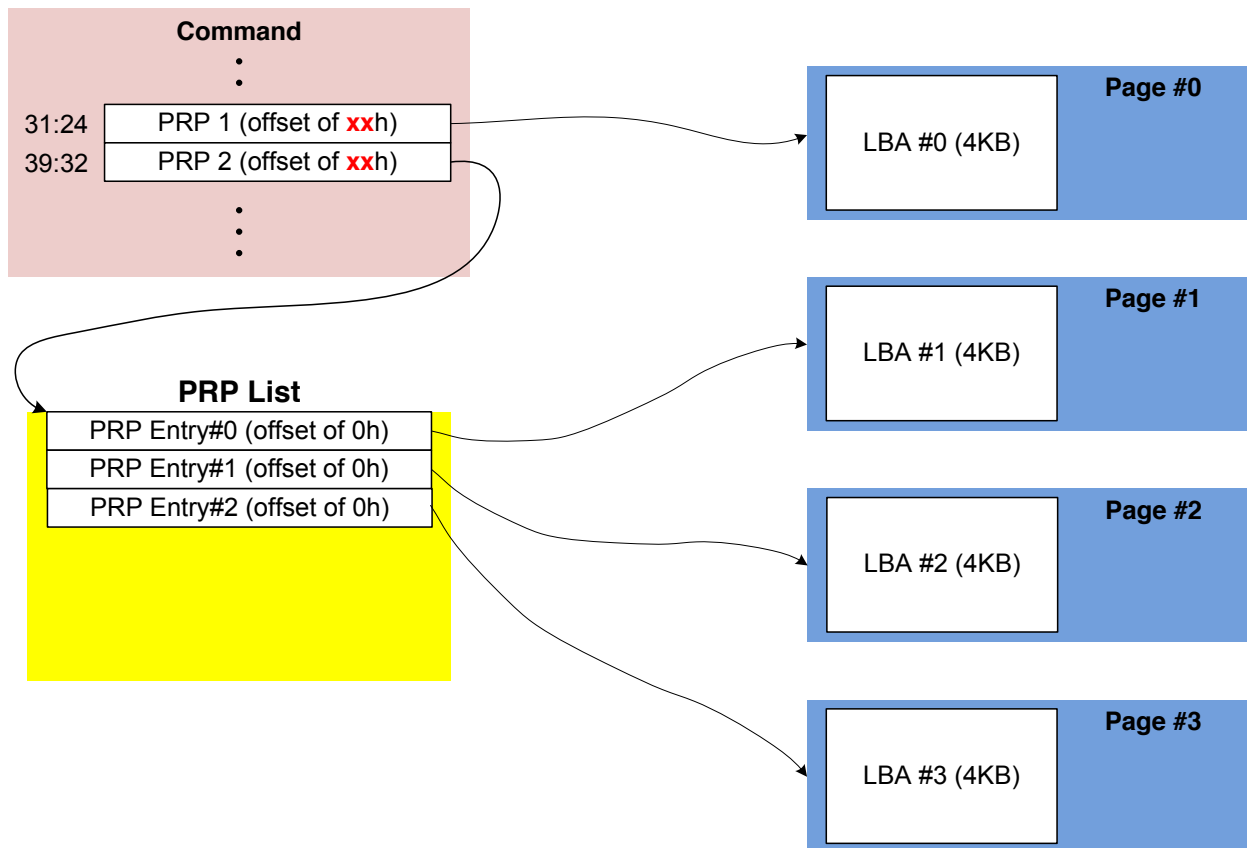 Command
31:24 PRP 1 (offset of xxh)
39:32 PRP 2 (offset of xxh)
PRP List
PRP Entry#0 (offset of 0h)
PRP Entry#1 (offset of 0h)
PRP Entry#2 (offset of 0h)
Page #0
LBA #0 (4KB)
Page #1
LBA #1 (4KB)
Page #2
LBA #2 (4KB)
Page #3
LBA #3 (4KB)